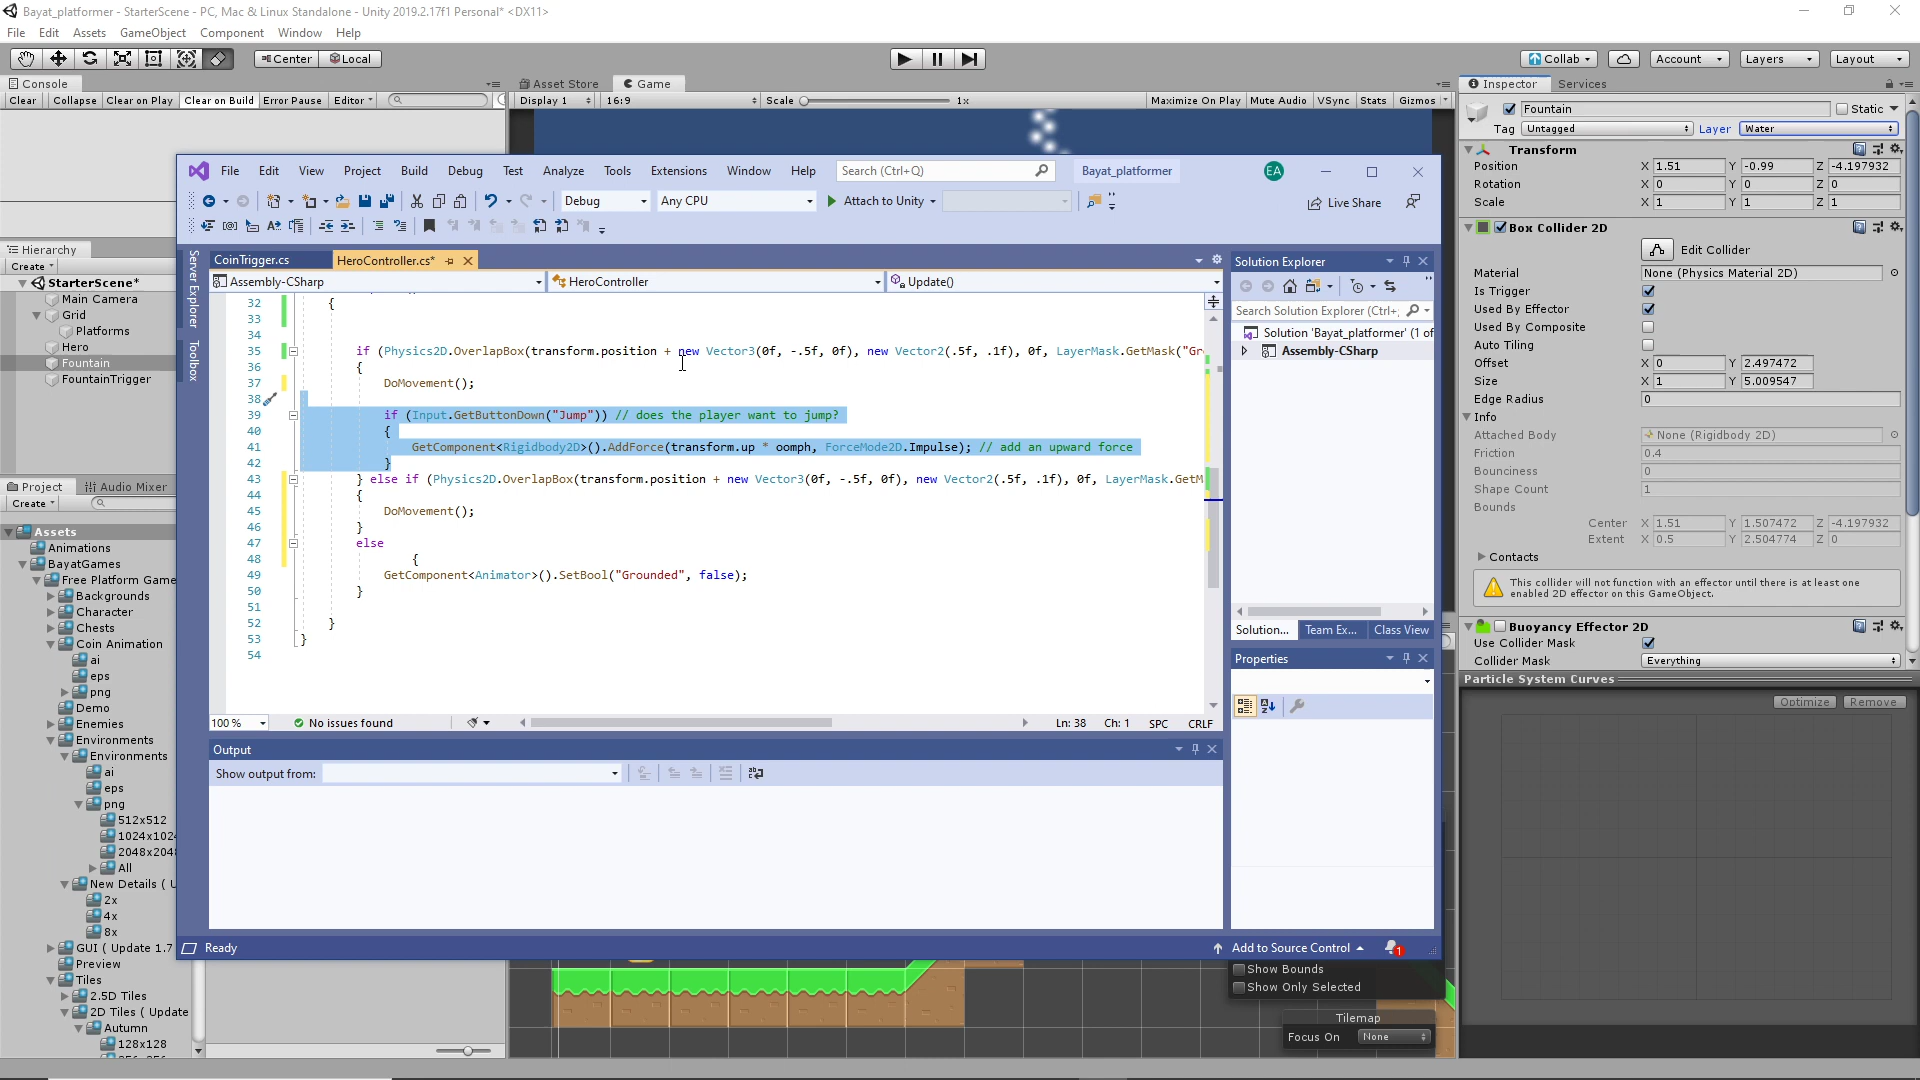 Bayat_platformer - StarterScene - PC, Mac & Linux Standalone - Unity 2019.2.17f1 Personal* <DX11>
File Edit Assets GameObject Component Window Help
Center Local Collab Account Layers Layout
Console Asset Store Game Inspector Services
Clear Collapse Clear on Play Clear on Build Error Pause Editor Display 1 16:9 Scale 1x Maximize On Play Mute Audio VSync Stats Gizmos
Fountain Static
Tag Untagged Layer Water
Transform
Position X 1.51 Y -0.99 Z -4.197932
Rotation X 0 Y 0 Z 0
Scale X 1 Y 1 Z 1
Box Collider 2D
Edit Collider
Material None (Physics Material 2D)
Is Trigger
Used By Effector
Used By Composite
Auto Tiling
Offset X 0 Y 2.497472
Size X 1 Y 5.009547
Edge Radius 0
Info
Attached Body None (Rigidbody 2D)
Friction 0.4
Bounciness 0
Shape Count 1
Bounds
Center X 1.51 Y 1.507472 Z -4.197932
Extent X 0.5 Y 2.504774 Z 0
Contacts
This collider will not function with an effector until there is at least one
enabled 2D effector on this GameObject.
Buoyancy Effector 2D
Use Collider Mask
Collider Mask Everything
Particle System Curves
Optimize Remove
Hierarchy
Create
StarterScene*
Main Camera
Grid
Platforms
Hero
Fountain
FountainTrigger
Project Audio Mixer
Create
Assets
Animations
BayatGames
Free Platform Game
Backgrounds
Character
Chests
Coin Animation
ai
eps
png
Demo
Enemies
Environments
Environments
ai
eps
png
512x512
1024x1024
2048x2048
All
New Details ( U
2x
4x
8x
GUI ( Update 1.7
Preview
Tiles
2.5D Tiles
2D Tiles ( Update
Autumn
128x128
File Edit View Project Build Debug Test Analyze Tools Extensions Window Help Search (Ctrl+Q) Bayat_platformer EA
Debug Any CPU Attach to Unity Live Share
Server Explorer
Toolbox
CoinTrigger.cs HeroController.cs*
Assembly-CSharp HeroController Update()
32 {
33
34
35 if (Physics2D.OverlapBox(transform.position + new Vector3(0f, -.5f, 0f), new Vector2(.5f, .1f), 0f, LayerMask.GetMask("Gr
36 {
37 DoMovement();
38
39 if (Input.GetButtonDown("Jump")) // does the player want to jump?
40 {
41 GetComponent<Rigidbody2D>().AddForce(transform.up * oomph, ForceMode2D.Impulse); // add an upward force
42 }
43 } else if (Physics2D.OverlapBox(transform.position + new Vector3(0f, -.5f, 0f), new Vector2(.5f, .1f), 0f, LayerMask.GetM
44 {
45 DoMovement();
46 }
47 else
48 {
49 GetComponent<Animator>().SetBool("Grounded", false);
50 }
51
52 }
53 }
54
100 % No issues found Ln: 38 Ch: 1 SPC CRLF
Output
Show output from:
Ready Add to Source Control 1
Solution Explorer
Search Solution Explorer (Ctrl+;
Solution 'Bayat_platformer' (1 of
Assembly-CSharp
Solution... Team Ex... Class View
Properties
Show Bounds
Show Only Selected
Tilemap
Focus On None